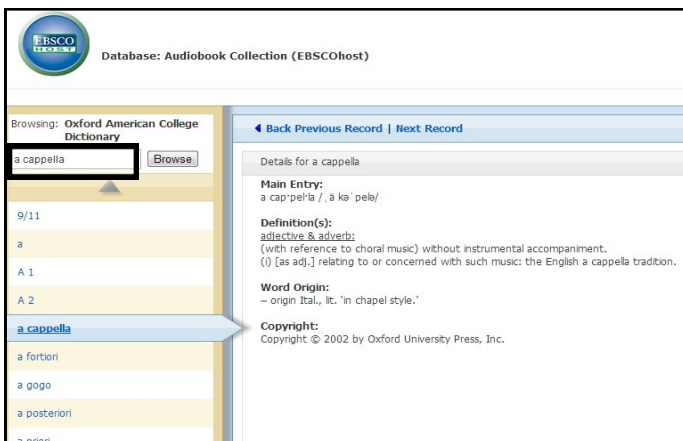 EBSCO
HOST
Database: Audiobook Collection (EBSCOhost)
Browsing: Oxford American College
Dictionary
a cappella
Browse
9/11
a
A 1
A 2
a cappella
a fortiori
a gogo
a posteriori
a priori
Back Previous Record | Next Record
Details for a cappella
Main Entry:
a cap·pel·la / ˌä kəˈpelə/
Definition(s):
adjective & adverb:
(with reference to choral music) without instrumental accompaniment.
(i) [as adj.] relating to or concerned with such music: the English a cappella tradition.
Word Origin:
– origin Ital., lit. ‘in chapel style.’
Copyright:
Copyright © 2002 by Oxford University Press, Inc.